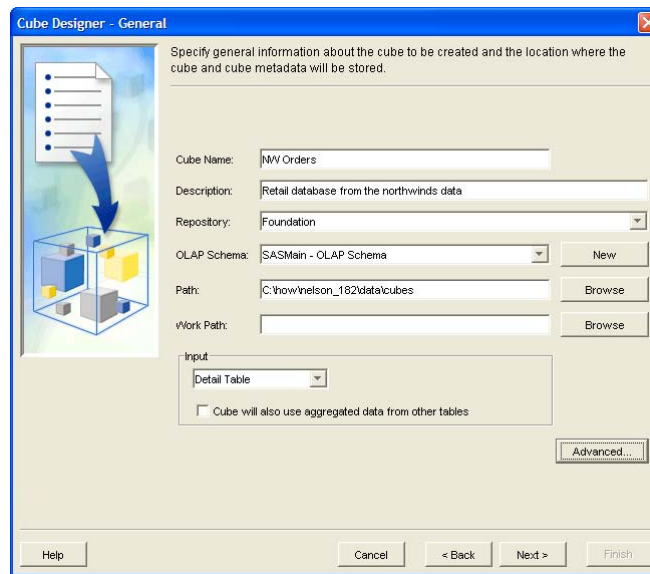 Cube Designer - General
Specify general information about the cube to be created and the location where the
cube and cube metadata will be stored.
Cube Name: NW Orders
Description: Retail database from the northwinds data
Repository: Foundation
OLAP Schema: SASMain - OLAP Schema New
Path: C:\how\nelson_182\data\cubes Browse
Work Path: Browse
Input
Detail Table
Cube will also use aggregated data from other tables
Advanced...
Help Cancel < Back Next > Finish